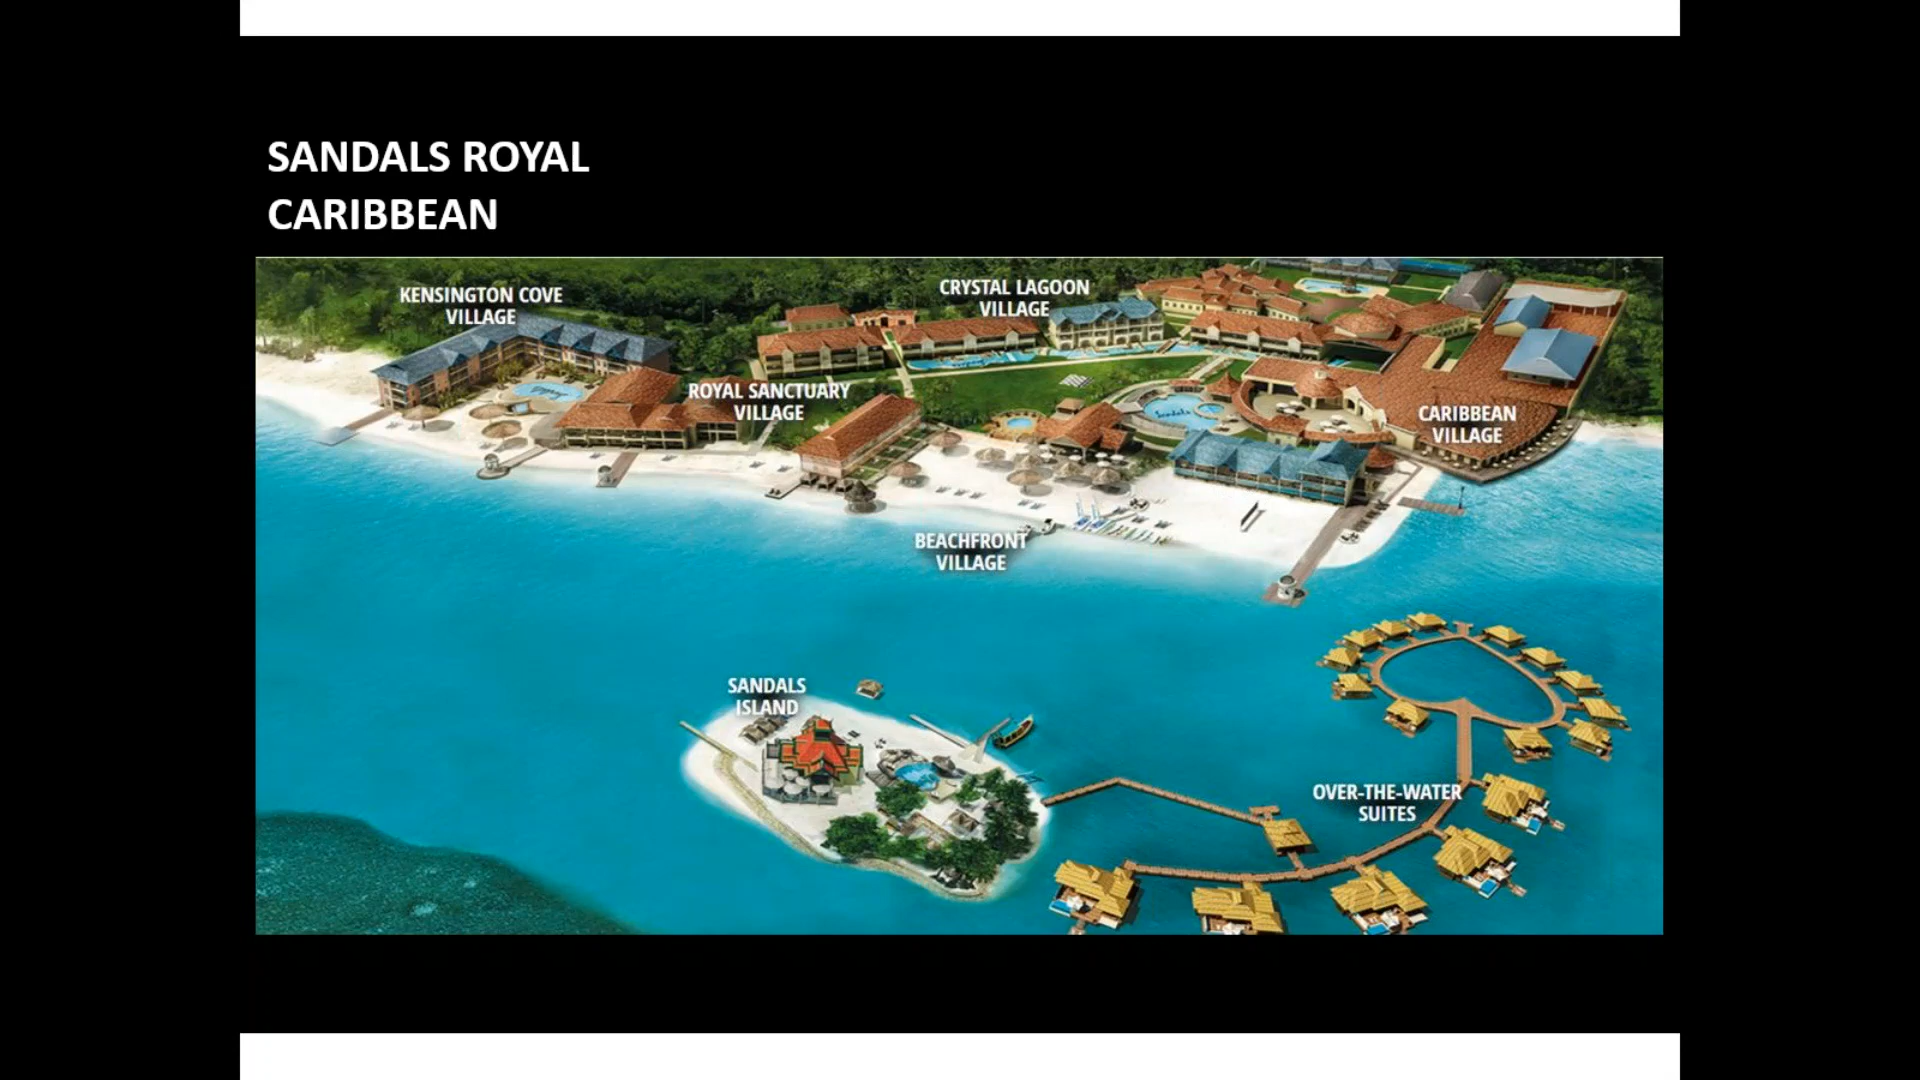 SANDALS ROYAL
CARIBBEAN
KENSINGTON COVE
VILLAGE
CRYSTAL LAGOON
VILLAGE
ROYAL SANCTUARY
VILLAGE
Sandals
CARIBBEAN
VILLAGE
BEACHFRONT
VILLAGE
SANDALS
ISLAND
OVER-THE-WATER
SUITES